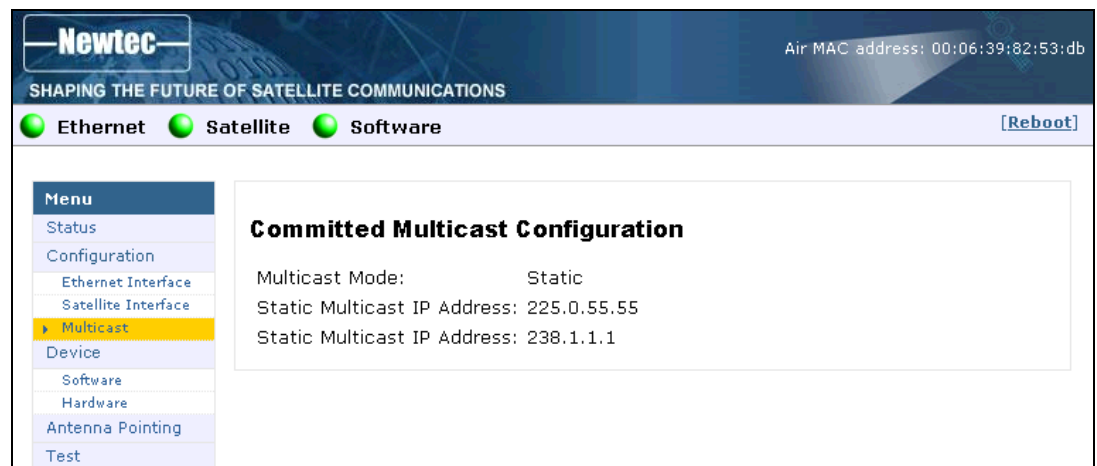 Newtec
Air MAC address: 00:06:39:82:53:db
SHAPING THE FUTURE OF SATELLITE COMMUNICATIONS
Ethernet Satellite Software [Reboot]
Menu
Status
Configuration
Ethernet Interface
Satellite Interface
Multicast
Device
Software
Hardware
Antenna Pointing
Test
Committed Multicast Configuration
Multicast Mode: Static
Static Multicast IP Address: 225.0.55.55
Static Multicast IP Address: 238.1.1.1